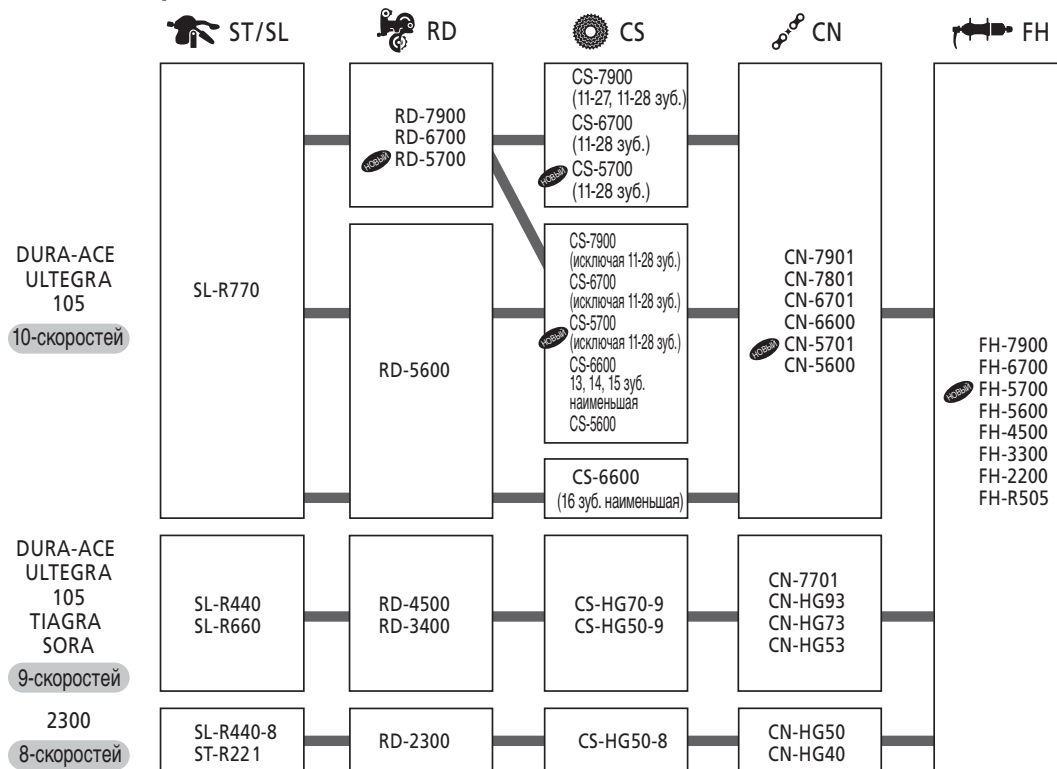 ST/SL
RD
CS
CN
FH
DURA-ACE
ULTEGRA
105
10-скоростей
SL-R770
RD-7900
RD-6700
новый RD-5700
RD-5600
CS-7900
(11-27, 11-28 зуб.)
CS-6700
(11-28 зуб.)
новый CS-5700
(11-28 зуб.)
CS-7900
(исключая 11-28 зуб.)
CS-6700
(исключая 11-28 зуб.)
новый CS-5700
(исключая 11-28 зуб.)
CS-6600
13, 14, 15 зуб.
наименьшая
CS-5600
CS-6600
(16 зуб. наименьшая)
CN-7901
CN-7801
CN-6701
CN-6600
новый CN-5701
CN-5600
FH-7900
FH-6700
новый FH-5700
FH-5600
FH-4500
FH-3300
FH-2200
FH-R505
DURA-ACE
ULTEGRA
105
TIAGRA
SORA
9-скоростей
SL-R440
SL-R660
RD-4500
RD-3400
CS-HG70-9
CS-HG50-9
CN-7701
CN-HG93
CN-HG73
CN-HG53
2300
8-скоростей
SL-R440-8
ST-R221
RD-2300
CS-HG50-8
CN-HG50
CN-HG40